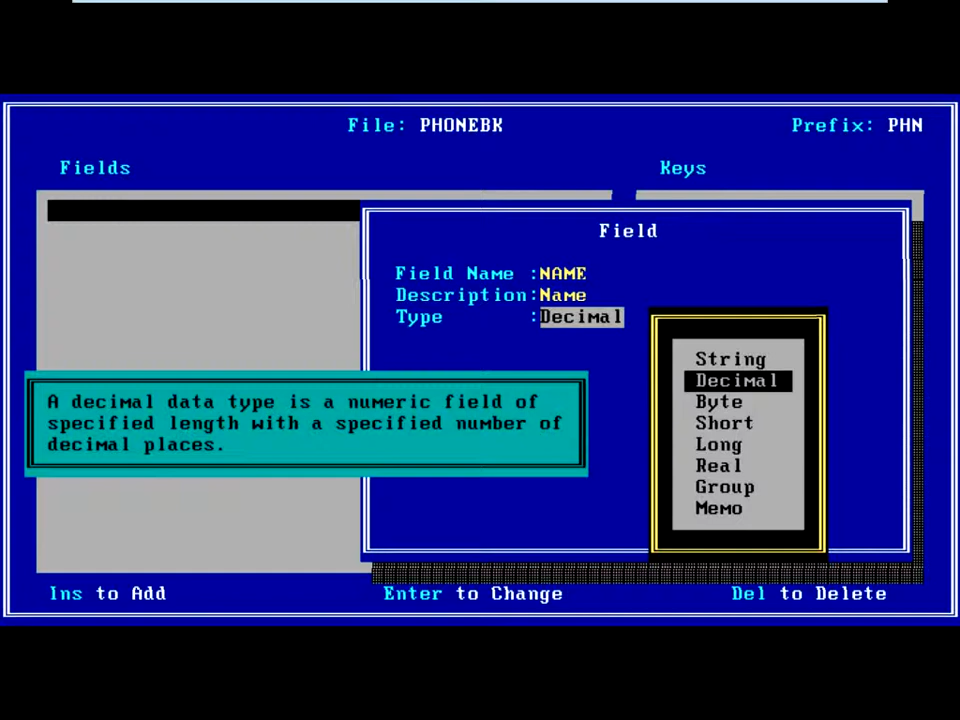 File: PHONEBK
Prefix: PHN
Fields
Keys
Field
Field Name :NAME
Description:Name
Type :Decimal
String
Decimal
Byte
Short
Long
Real
Group
Memo
A decimal data type is a numeric field of
specified length with a specified number of
decimal places.
Ins to Add
Enter to Change
Del to Delete